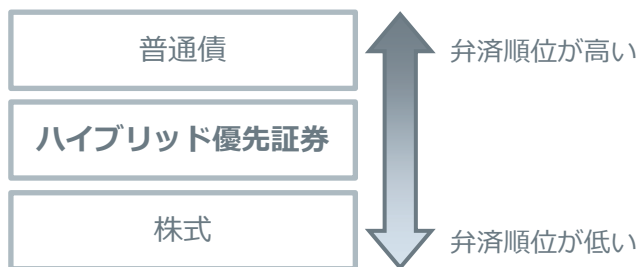 普通債
弁済順位が高い
ハイブリッド優先証券
株式
弁済順位が低い